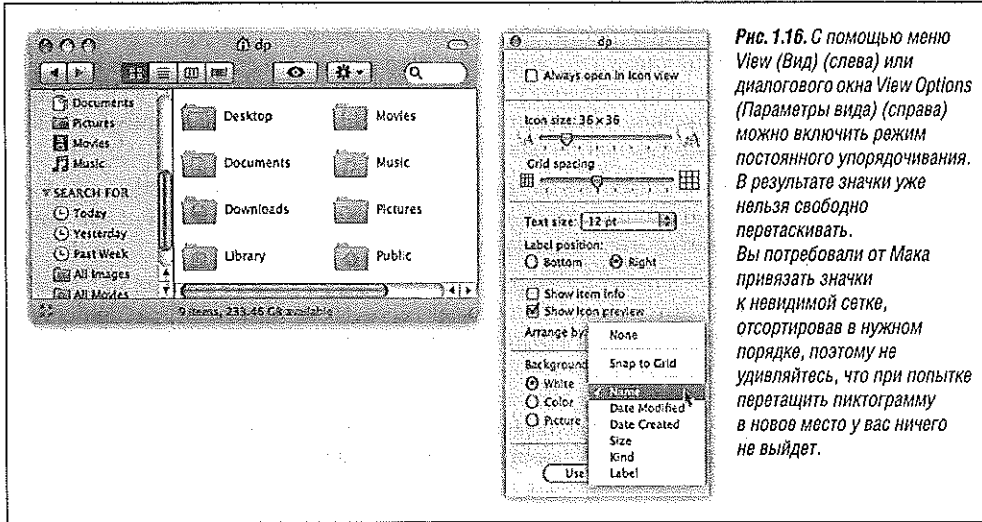 dp
Documents
Pictures
Movies
Music
SEARCH FOR
Today
Yesterday
Past Week
All Images
All Movies
Desktop
Movies
Documents
Music
Downloads
Pictures
Library
Public
9 items, 233.46 GB available
dp
Always open in icon view
Icon size: 36 x 36
Grid spacing
Text size: 12 pt
Label position:
Bottom Right
Show item info
Show icon preview
Arrange by:
None
Snap to Grid
Name
Date Modified
Date Created
Size
Kind
Label
Background
White
Color
Picture
Use
Рис. 1.16. С помощью меню
View (Вид) (слева) или
диалогового окна View Options
(Параметры вида) (справа)
можно включить режим
постоянного упорядочивания.
В результате значки уже
нельзя свободно
перетаскивать.
Вы потребовали от Мака
привязать значки
к невидимой сетке,
отсортировав в нужном
порядке, поэтому не
удивляйтесь, что при попытке
перетащить пиктограмму
в новое место у вас ничего
не выйдет.